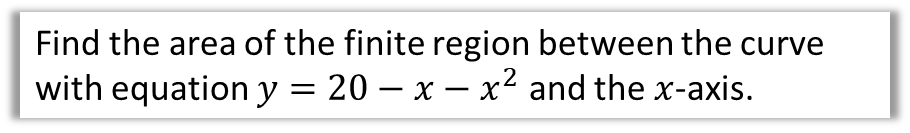 Find the area of the finite region between the curve
with equation y = 20 − x − x² and the x-axis.